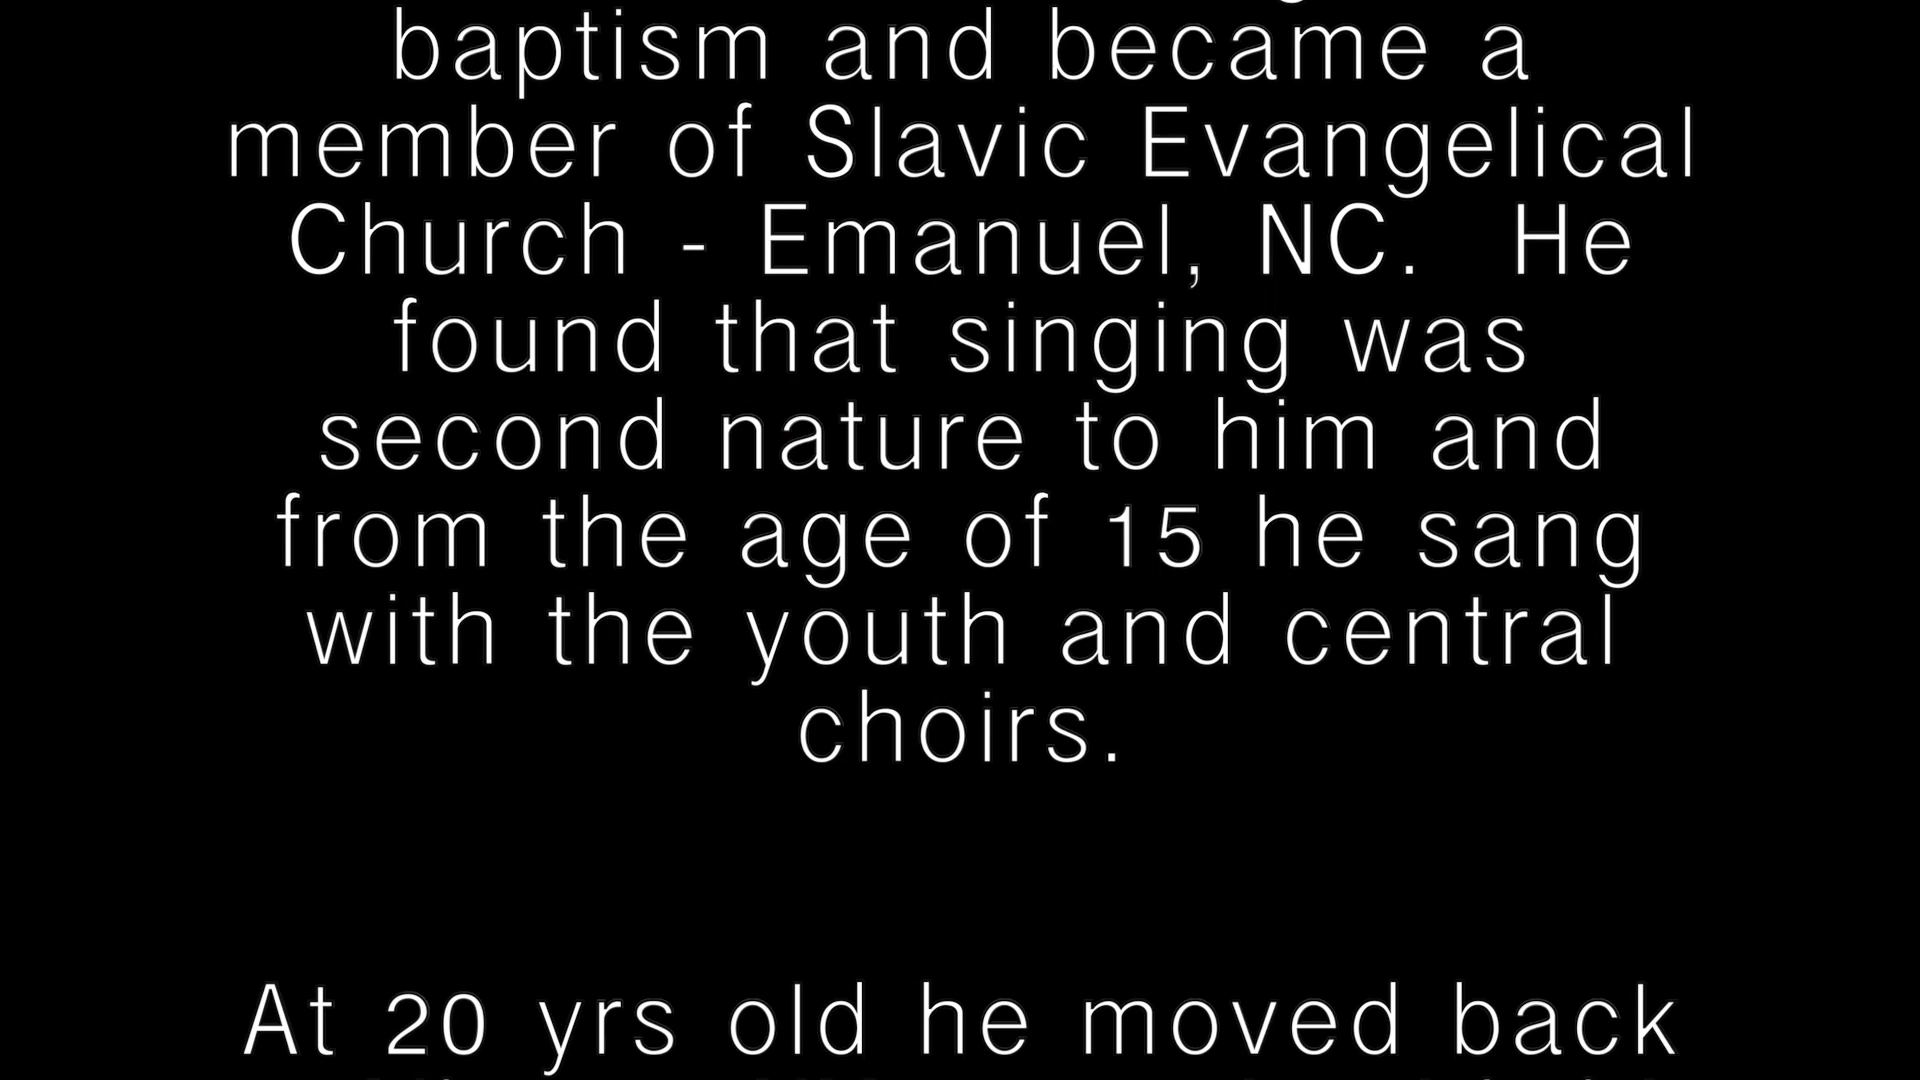 baptism and became a
member of Slavic Evangelical
Church - Emanuel, NC.  He
found that singing was
second nature to him and
from the age of 15 he sang
with the youth and central
choirs.
At 20 yrs old he moved back